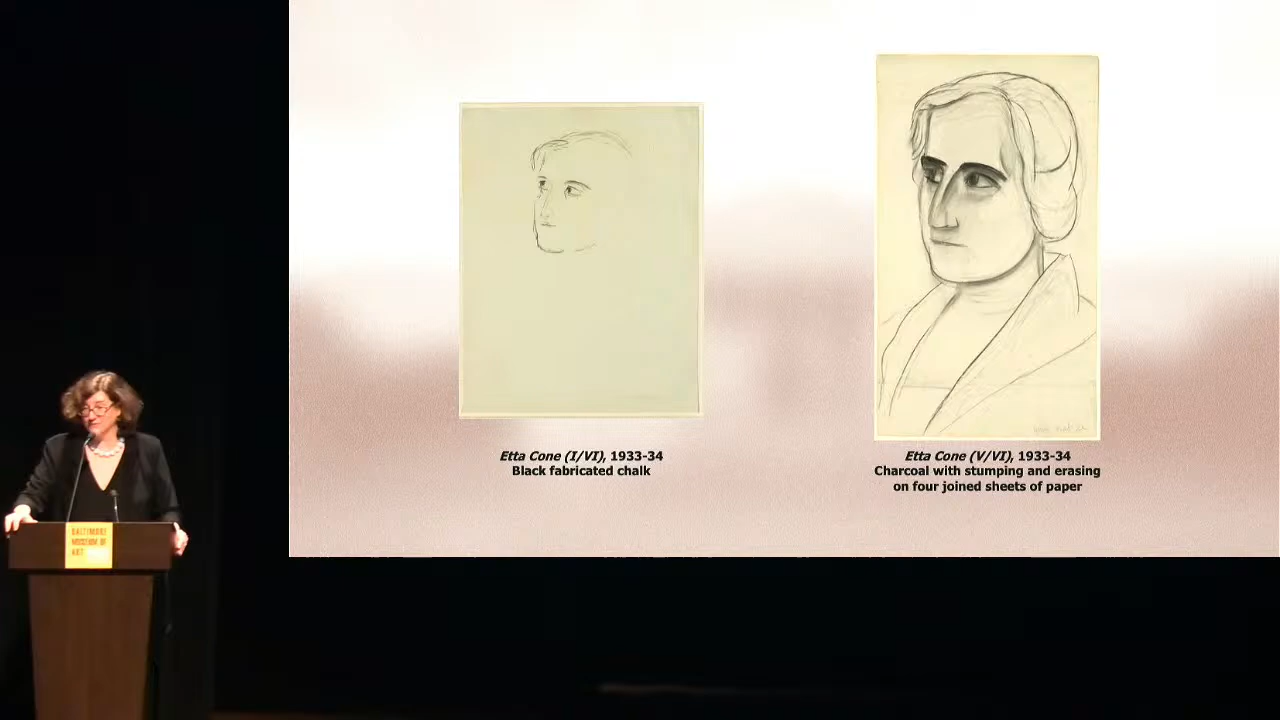 Etta Cone (I/VI), 1933-34
Black fabricated chalk
Etta Cone (V/VI), 1933-34
Charcoal with stumping and erasing
on four joined sheets of paper
BALTIMORE
MUSEUM OF
ART